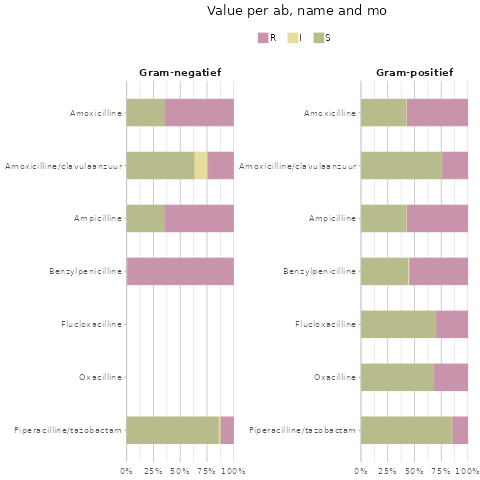 Value per ab, name and mo
R I S
Gram-negatief
Amoxicilline
Amoxicilline/clavulaanzuur
Ampicilline
Benzylpenicilline
Flucloxacilline
Oxacilline
Piperacilline/tazobactam
0% 25% 50% 75% 100%
Gram-positief
Amoxicilline
Amoxicilline/clavulaanzuur
Ampicilline
Benzylpenicilline
Flucloxacilline
Oxacilline
Piperacilline/tazobactam
0% 25% 50% 75% 100%